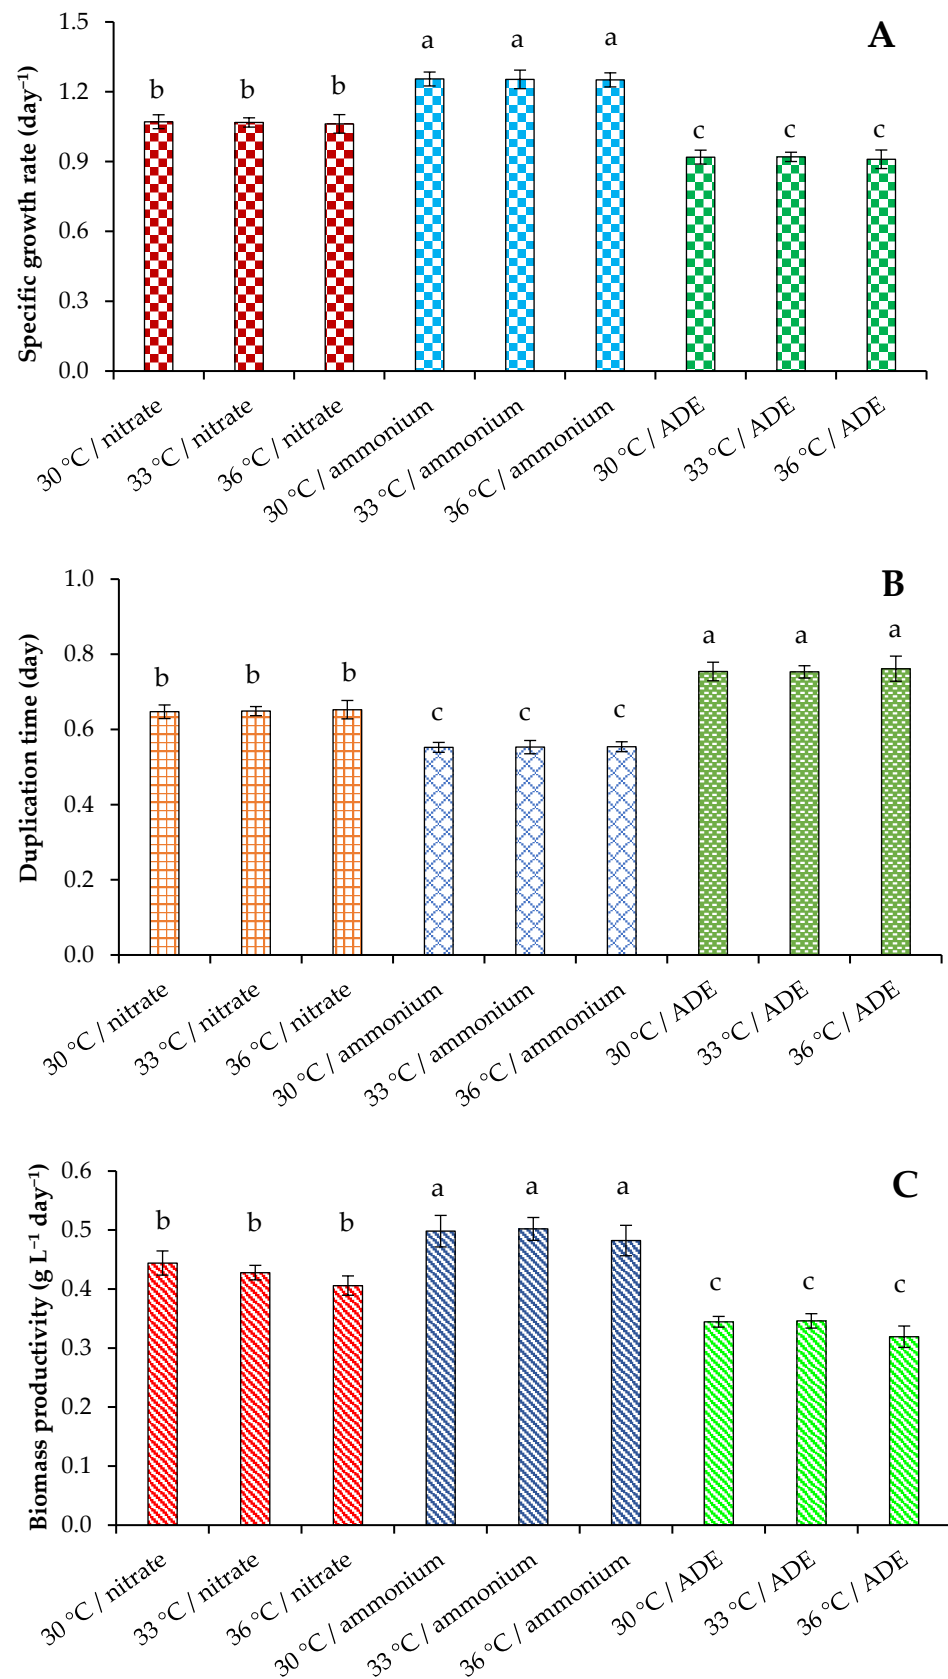 A
Specific growth rate (day⁻¹)
1.5
1.2
0.9
0.6
0.3
0.0
b b b a a a c c c
30 °C / nitrate
33 °C / nitrate
36 °C / nitrate
30 °C / ammonium
33 °C / ammonium
36 °C / ammonium
30 °C / ADE
33 °C / ADE
36 °C / ADE
B
Duplication time (day)
1.0
0.8
0.6
0.4
0.2
0.0
b b b c c c a a a
30 °C / nitrate
33 °C / nitrate
36 °C / nitrate
30 °C / ammonium
33 °C / ammonium
36 °C / ammonium
30 °C / ADE
33 °C / ADE
36 °C / ADE
C
Biomass productivity (g L⁻¹ day⁻¹)
0.6
0.5
0.4
0.3
0.2
0.1
0.0
b b b a a a c c c
30 °C / nitrate
33 °C / nitrate
36 °C / nitrate
30 °C / ammonium
33 °C / ammonium
36 °C / ammonium
30 °C / ADE
33 °C / ADE
36 °C / ADE